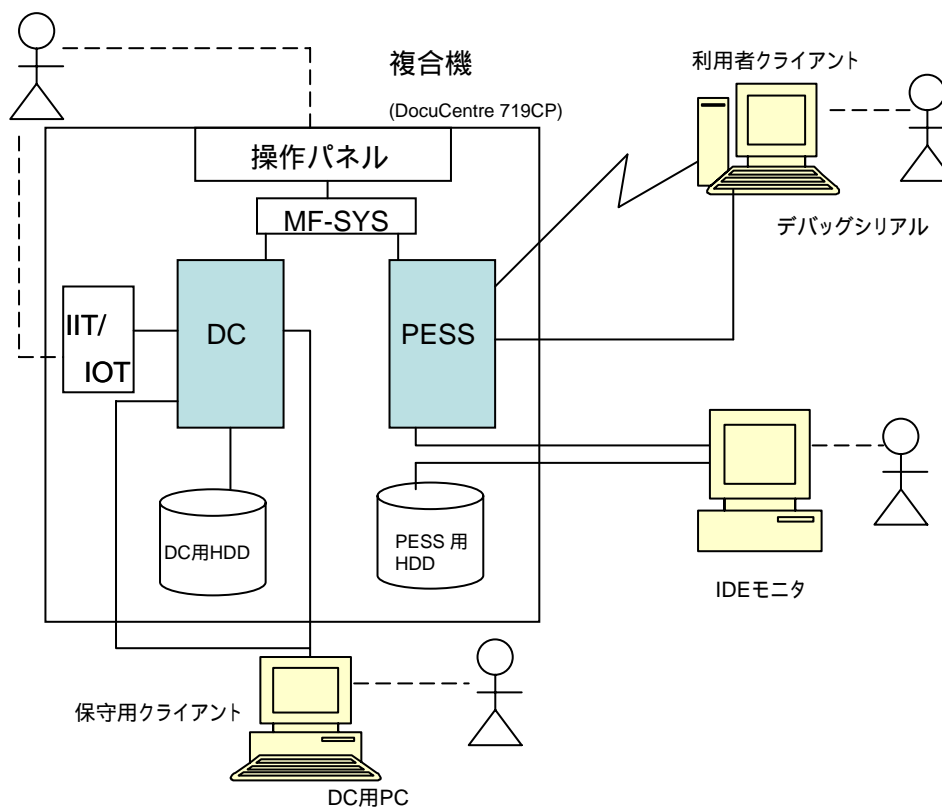 複合機
(DocuCentre 719CP)
利用者クライアント
操作パネル
デバッグシリアル
MF-SYS
IIT/
IOT
DC
PESS
DC用HDD
PESS 用
HDD
IDEモニタ
保守用クライアント
DC用PC